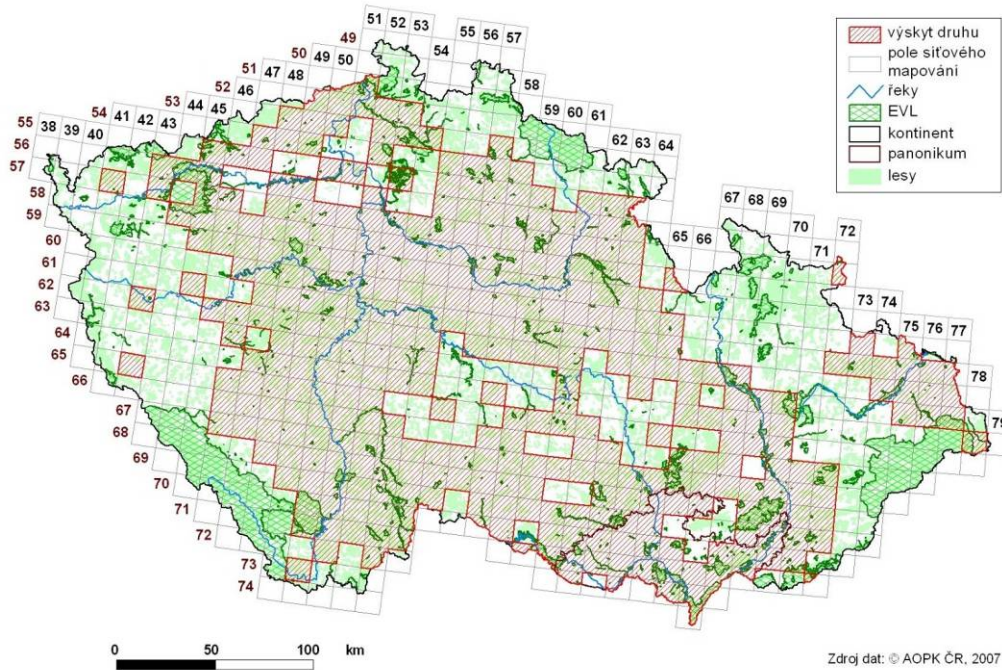 51 52 53
49
54
55 56 57
50
49 50
58
51
47 48
59 60 61
52
46
53
44 45
62 63 64
54
41 42 43
55
38 39 40
56
57
58
59
67 68 69
60
65 66
70 71 72
61
62
73 74
63
75 76 77
64
65
78
66
79
67
68
69
70
71
72
73
74
výskyt druhu
pole síťového
mapování
řeky
EVL
kontinent
panonikum
lesy
0 50 100 km
Zdroj dat: © AOPK ČR, 2007